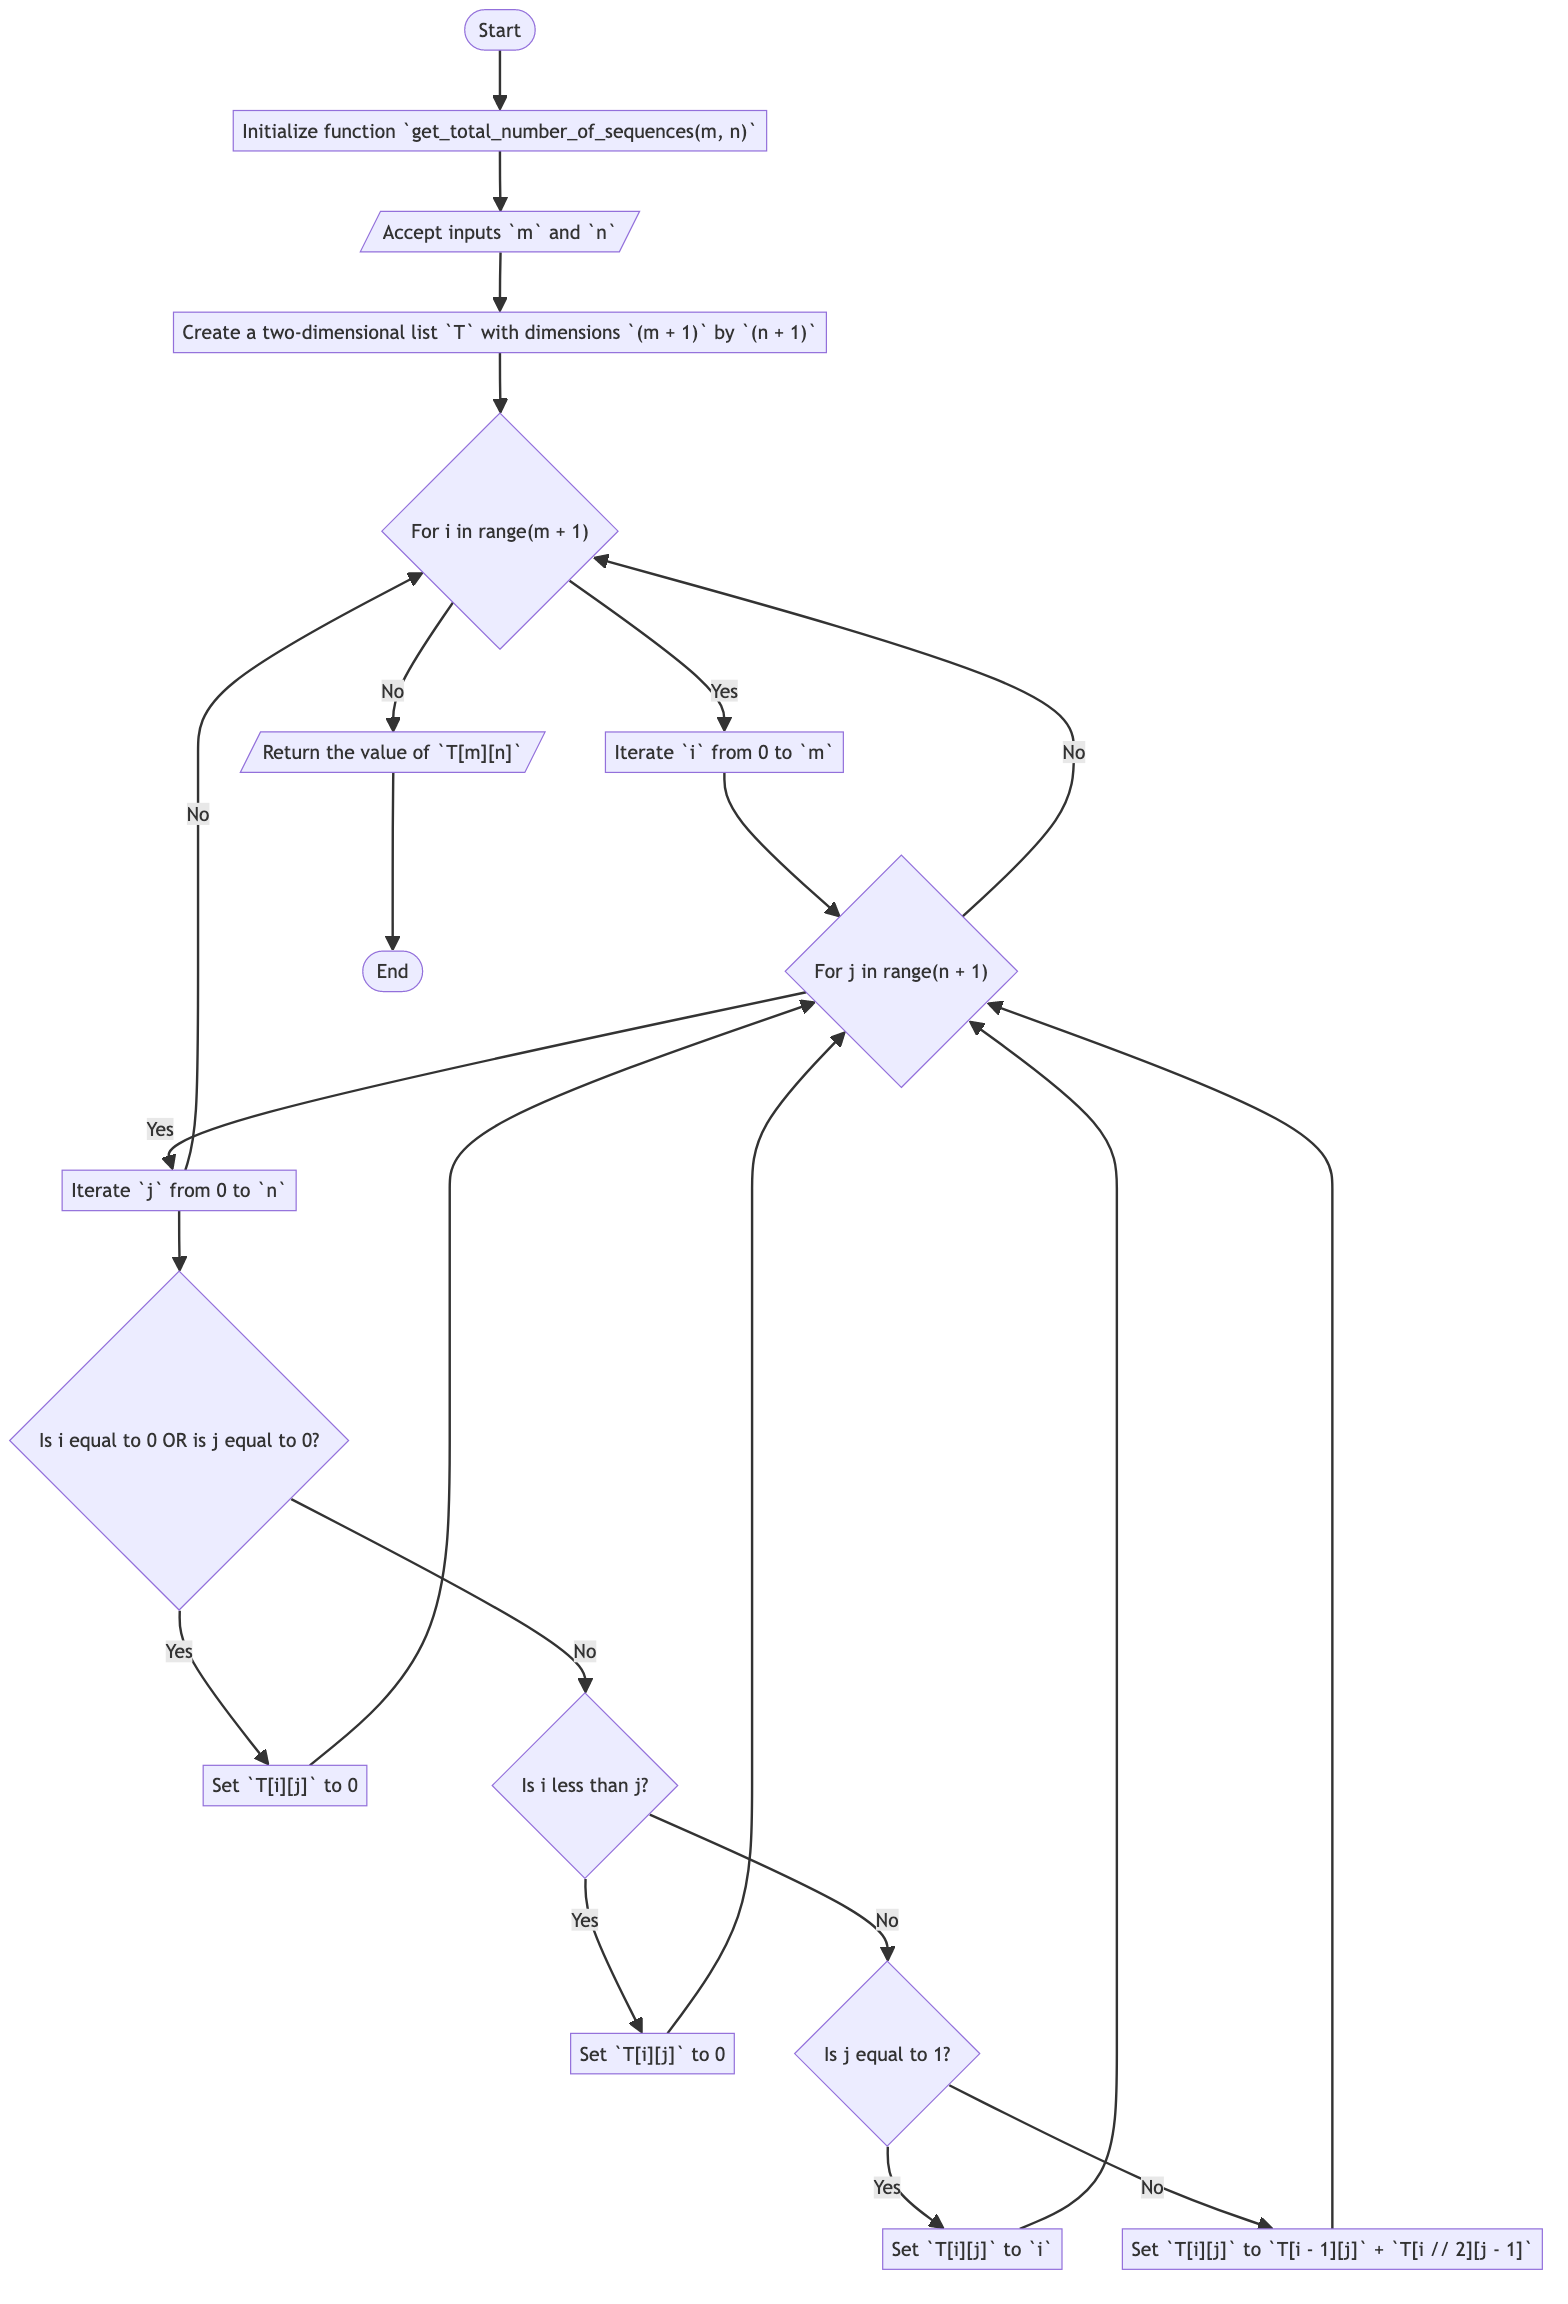 Start
Initialize function `get_total_number_of_sequences(m, n)`
Accept inputs `m` and `n`
Create a two-dimensional list `T` with dimensions `(m + 1)` by `(n + 1)`
For i in range(m + 1)
No
Yes
Return the value of `T[m][n]`
Iterate `i` from 0 to `m`
No
No
End
For j in range(n + 1)
Yes
Iterate `j` from 0 to `n`
Is i equal to 0 OR is j equal to 0?
Yes
No
Set `T[i][j]` to 0
Is i less than j?
Yes
No
Set `T[i][j]` to 0
Is j equal to 1?
Yes
No
Set `T[i][j]` to `i`
Set `T[i][j]` to `T[i - 1][j]` + `T[i // 2][j - 1]`